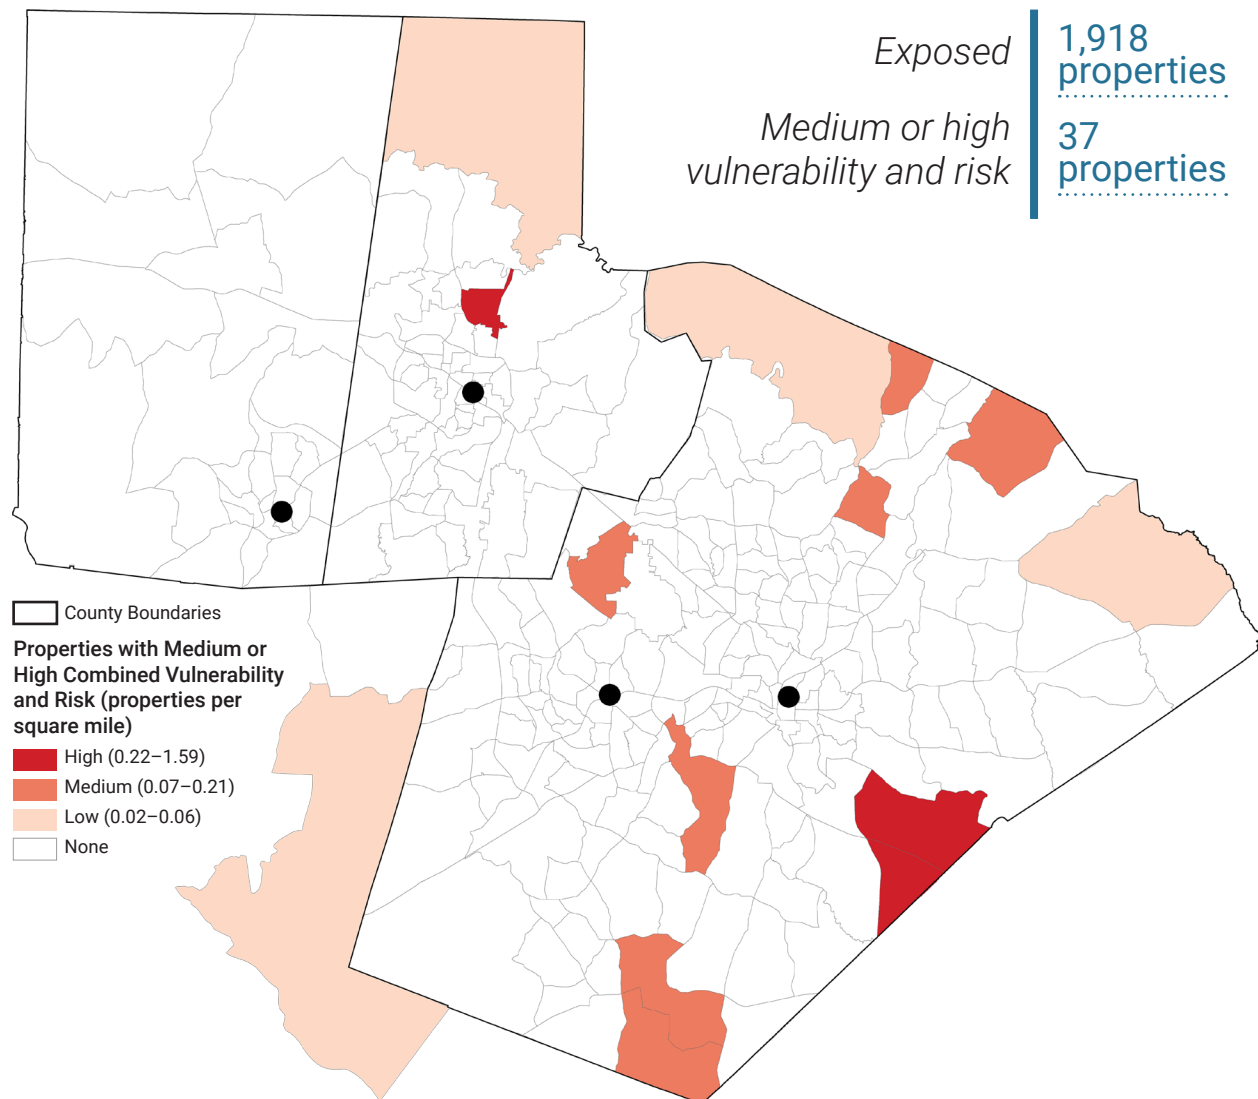 Exposed
1,918
properties
Medium or high
vulnerability and risk
37
properties
County Boundaries
Properties with Medium or
High Combined Vulnerability
and Risk (properties per
square mile)
High (0.22–1.59)
Medium (0.07–0.21)
Low (0.02–0.06)
None